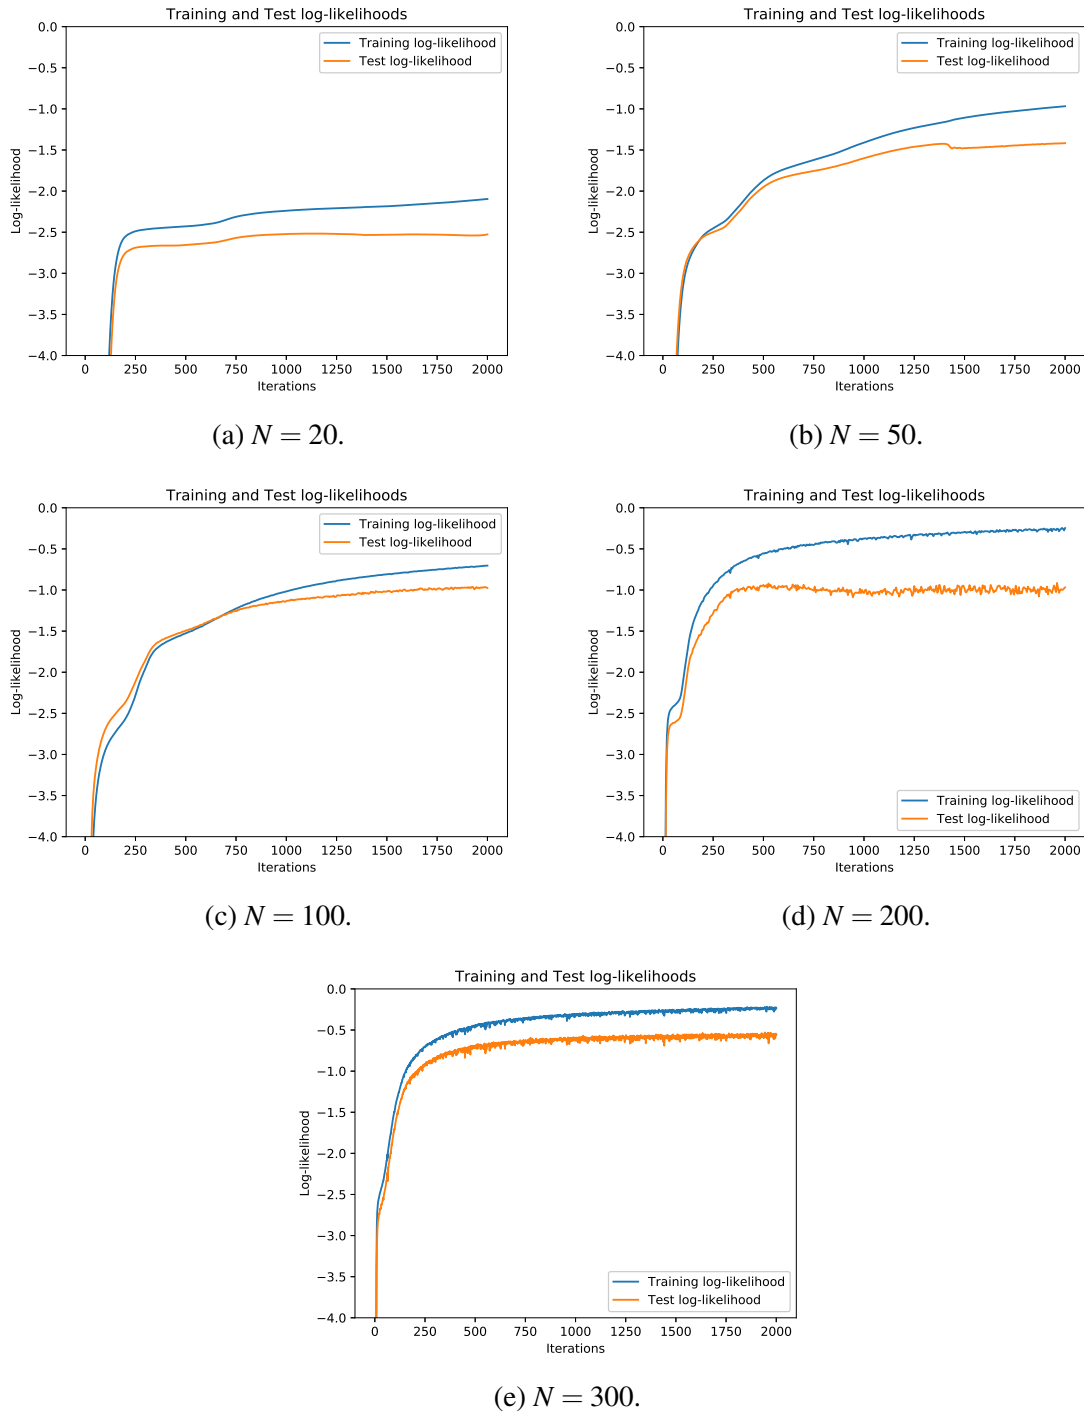 Training and Test log-likelihoods
0.0
−0.5
−1.0
−1.5
−2.0
−2.5
−3.0
−3.5
−4.0
Log-likelihood
Training log-likelihood
Test log-likelihood
0 250 500 750 1000 1250 1500 1750 2000
Iterations
(a) N = 20.
Training and Test log-likelihoods
0.0
−0.5
−1.0
−1.5
−2.0
−2.5
−3.0
−3.5
−4.0
Log-likelihood
Training log-likelihood
Test log-likelihood
0 250 500 750 1000 1250 1500 1750 2000
Iterations
(b) N = 50.
Training and Test log-likelihoods
0.0
−0.5
−1.0
−1.5
−2.0
−2.5
−3.0
−3.5
−4.0
Log-likelihood
Training log-likelihood
Test log-likelihood
0 250 500 750 1000 1250 1500 1750 2000
Iterations
(c) N = 100.
Training and Test log-likelihoods
0.0
−0.5
−1.0
−1.5
−2.0
−2.5
−3.0
−3.5
−4.0
Log-likelihood
Training log-likelihood
Test log-likelihood
0 250 500 750 1000 1250 1500 1750 2000
Iterations
(d) N = 200.
Training and Test log-likelihoods
0.0
−0.5
−1.0
−1.5
−2.0
−2.5
−3.0
−3.5
−4.0
Log-likelihood
Training log-likelihood
Test log-likelihood
0 250 500 750 1000 1250 1500 1750 2000
Iterations
(e) N = 300.